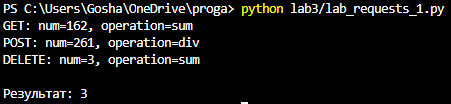 PS C:\Users\Gosha\OneDrive\proga> python lab3/lab_requests_1.py
GET: num=162, operation=sum
POST: num=261, operation=div
DELETE: num=3, operation=sum
Результат: 3